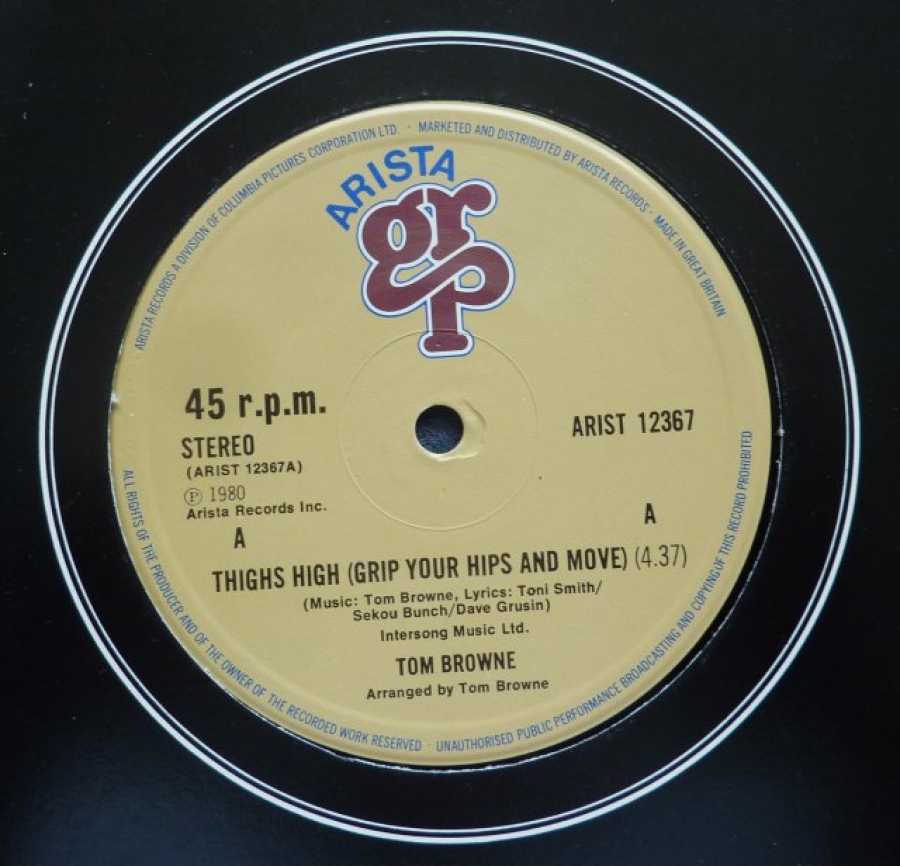 ARISTA RECORDS A DIVISION OF COLUMBIA PICTURES CORPORATION LTD. · MARKETED AND DISTRIBUTED BY ARISTA RECORDS · MADE IN GREAT BRITAIN
ARISTA
grp
45 r.p.m.
STEREO
(ARIST 12367A)
Ⓟ 1980
Arista Records Inc.
ARIST 12367
A
A
THIGHS HIGH (GRIP YOUR HIPS AND MOVE) (4.37)
(Music: Tom Browne, Lyrics: Toni Smith/
Sekou Bunch/Dave Grusin)
Intersong Music Ltd.
TOM BROWNE
Arranged by Tom Browne
ALL RIGHTS OF THE PRODUCER AND OF THE OWNER OF THE RECORDED WORK RESERVED · UNAUTHORISED PUBLIC PERFORMANCE BROADCASTING AND COPYING OF THIS RECORD PROHIBITED